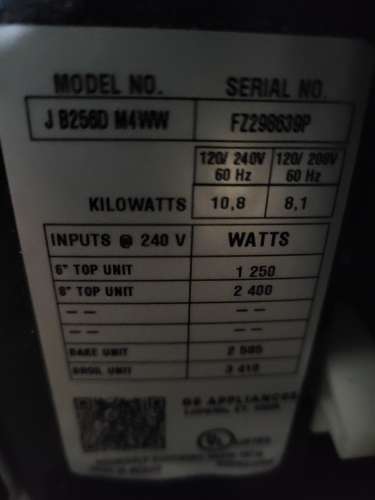 MODEL NO. SERIAL NO.
J B256D M4WW FZ298639P
120/ 240V 120/ 208V
60 Hz 60 Hz
KILOWATTS 10,8 8,1
INPUTS @ 240 V WATTS
6" TOP UNIT 1 250
8" TOP UNIT 2 400
-- --
-- --
BAKE UNIT 2 585
BROIL UNIT 3 410
GE APPLIANCES
UL LISTED